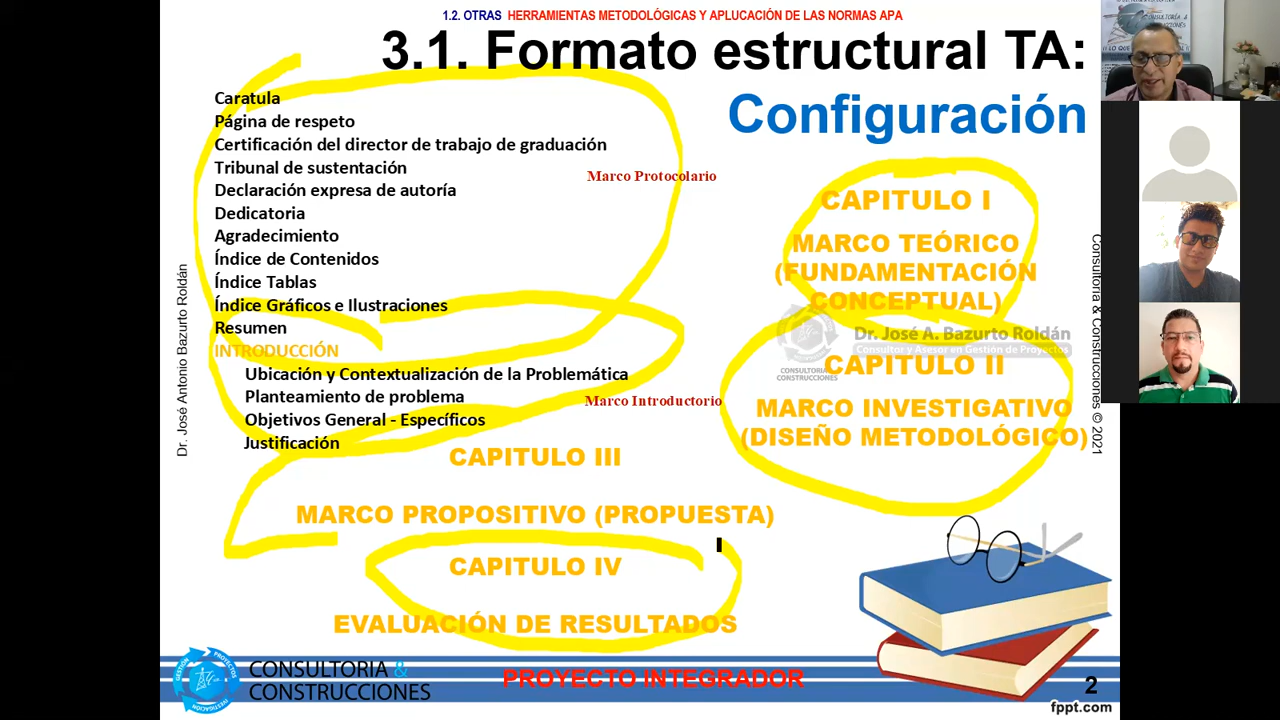 1.2. OTRAS HERRAMIENTAS METODOLÓGICAS Y APLUCACIÓN DE LAS NORMAS APA
3.1. Formato estructural TA:
Configuración
Caratula
Página de respeto
Certificación del director de trabajo de graduación
Tribunal de sustentación
Declaración expresa de autoría
Dedicatoria
Agradecimiento
Índice de Contenidos
Índice Tablas
Índice Gráficos e Ilustraciones
Resumen
INTRODUCCIÓN
Ubicación y Contextualización de la Problemática
Planteamiento de problema
Objetivos General - Específicos
Justificación
Marco Protocolario
Marco Introductorio
CAPITULO I
MARCO TEÓRICO
(FUNDAMENTACIÓN
CONCEPTUAL)
Dr. José A. Bazurto Roldán
Consultor y Asesor en Gestión de Proyectos
CONSULTORIA &
CONSTRUCCIONES
CAPITULO II
MARCO INVESTIGATIVO
(DISEÑO METODOLÓGICO)
CAPITULO III
MARCO PROPOSITIVO (PROPUESTA)
CAPITULO IV
EVALUACIÓN DE RESULTADOS
Dr. José Antonio Bazurto Roldán
Consultoria & Construcciones © 2021
CONSULTORIA &
CONSTRUCCIONES
PROYECTO INTEGRADOR
2
fppt.com